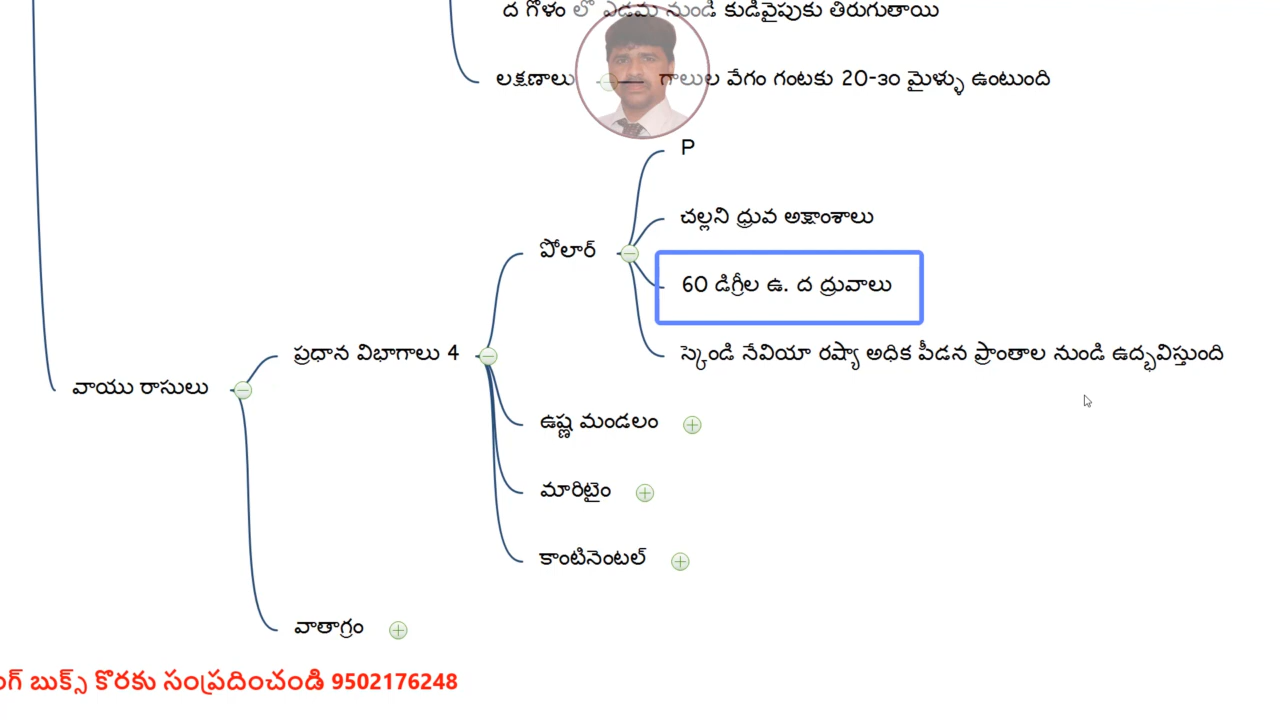 ద గోళం లో ఎడమ నుండి కుడివైపుకు తిరుగుతాయి
లక్షణాలు
గాలుల వేగం గంటకు 20-30 మైళ్ళు ఉంటుంది
P
చల్లని ధ్రువ అక్షాంశాలు
పోలార్
60 డిగ్రీల ఉ. ద ద్రువాలు
స్కెండి నేవియా రష్యా అధిక పీడన ప్రాంతాల నుండి ఉద్భవిస్తుంది
ప్రధాన విభాగాలు 4
వాయు రాసులు
ఉష్ణ మండలం
మారిటైం
కాంటినెంటల్
వాతాగ్రం
గ్ బుక్స్ కొరకు సంప్రదించండి 9502176248